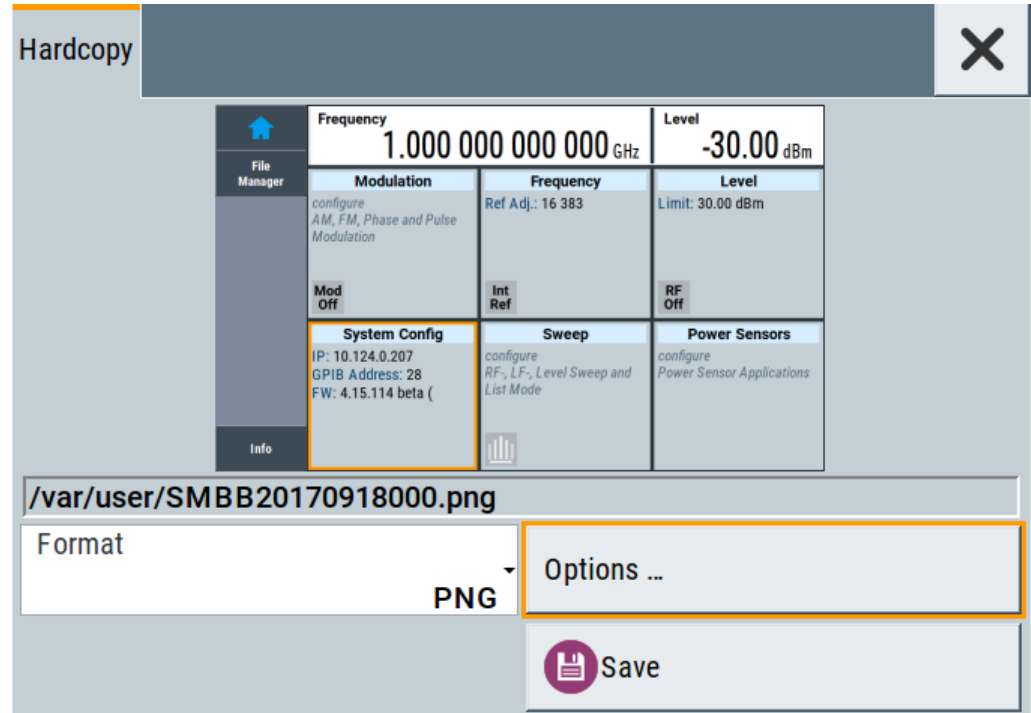 Hardcopy
File
Manager
Info
Frequency
1.000 000 000 000 GHz
Level
-30.00 dBm
Modulation
configure
AM, FM, Phase and Pulse
Modulation
Mod
Off
Frequency
Ref Adj.: 16 383
Int
Ref
Level
Limit: 30.00 dBm
RF
Off
System Config
IP: 10.124.0.207
GPIB Address: 28
FW: 4.15.114 beta (
Sweep
configure
RF-, LF-, Level Sweep and
List Mode
Power Sensors
configure
Power Sensor Applications
/var/user/SMBB20170918000.png
Format
PNG
Options ...
Save